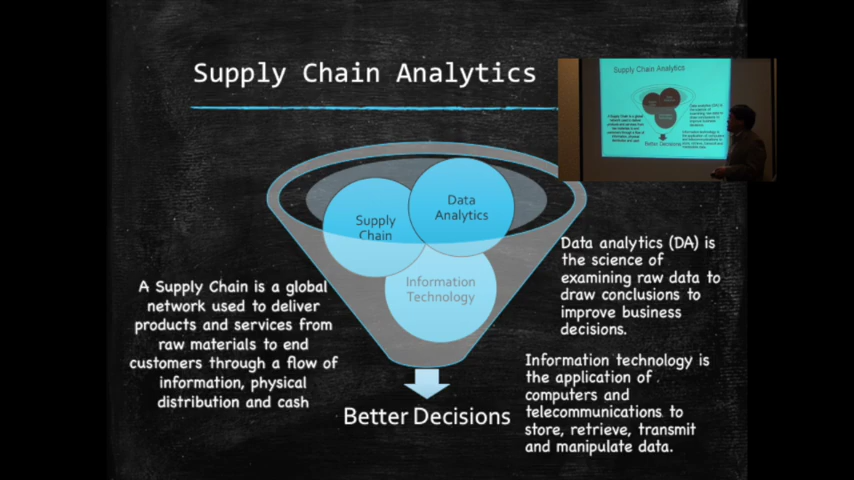 Supply Chain Analytics
Supply Chain Analytics
Supply
Chain
Data
Analytics
Information
Technology
A Supply Chain is a global
network used to deliver
products and services from
raw materials to end
customers through a flow of
information, physical
distribution and cash
Data analytics (DA) is
the science of
examining raw data to
draw conclusions to
improve business
decisions.
Information technology is
the application of
computers and
telecommunications to
store, retrieve, transmit
and manipulate data.
Better Decisions
Better Decisions